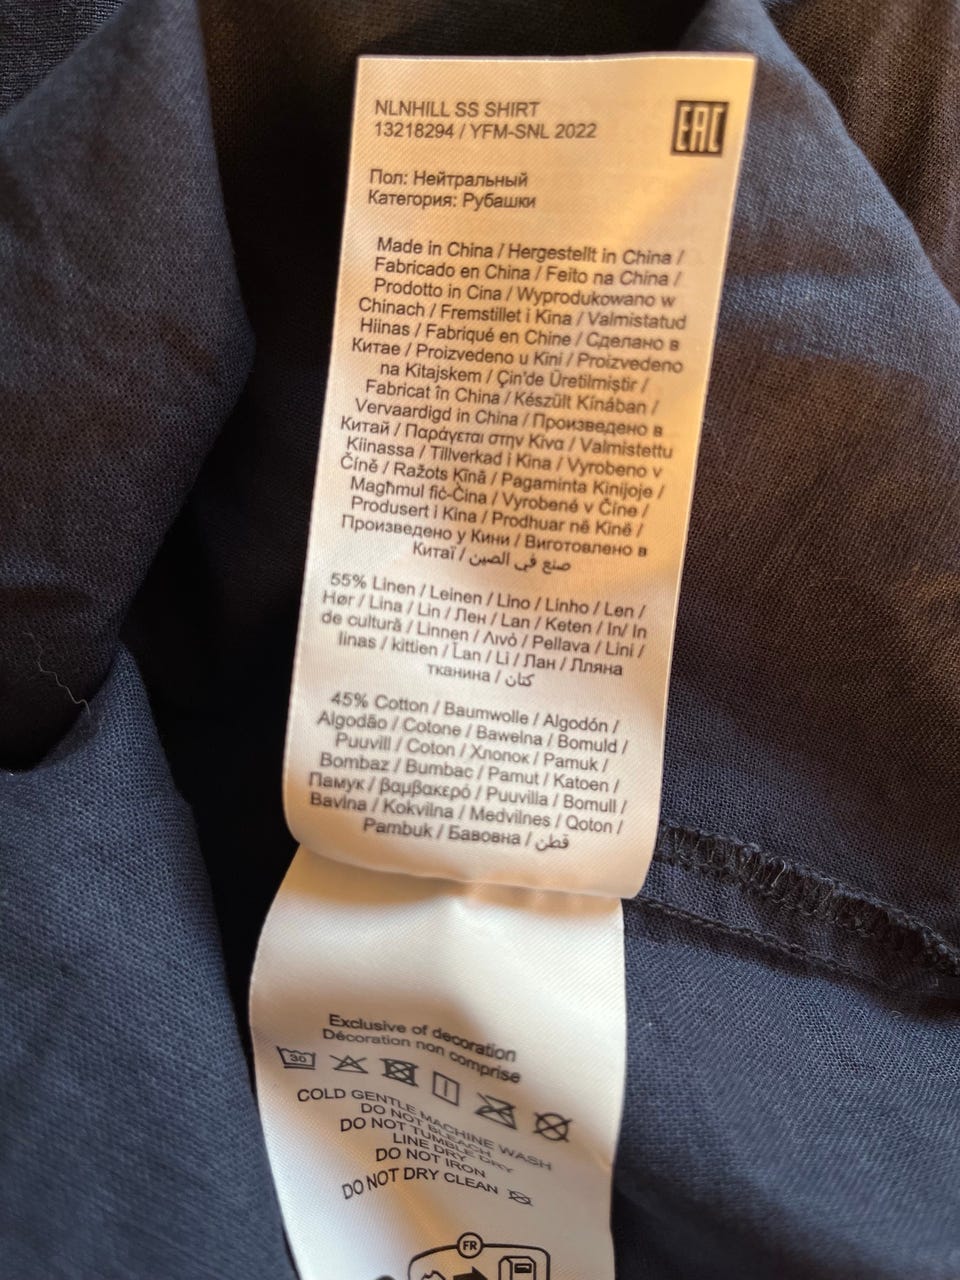 NLNHILL SS SHIRT
13218294 / YFM-SNL 2022
EAC
Пол: Нейтральный
Категория: Рубашки
Made in China / Hergestellt in China /
Fabricado en China / Feito na China /
Prodotto in Cina / Wyprodukowano w
Chinach / Fremstillet i Kina / Valmistatud
Hiinas / Fabriqué en Chine / Сделано в
Китае / Proizvedeno u Kini / Proizvedeno
na Kitajskem / Çin'de Üretilmiştir /
Fabricat în China / Készült Kínában /
Vervaardigd in China / Произведено в
Китай / Παράγεται στην Κίνα / Valmistettu
Kiinassa / Tillverkad i Kina / Vyrobeno v
Číně / Ražots Ķīnā / Pagaminta Kinijoje /
Magħmul fiċ-Ċina / Vyrobené v Číne /
Produsert i Kina / Prodhuar në Kinë /
Произведено у Кини / Виготовлено в
Китаї / صنع في الصين
55% Linen / Leinen / Lino / Linho / Len /
Hør / Lina / Lin / Лен / Lan / Keten / In/ In
de cultură / Linnen / Λινό / Pellava / Lini /
linas / kittien / Ľan / Li / Лан / Лляна
тканина / كتان
45% Cotton / Baumwolle / Algodón /
Algodão / Cotone / Bawełna / Bomuld /
Puuvill / Coton / Хлопок / Pamuk /
Bombaz / Bumbac / Pamut / Katoen /
Памук / βαμβακερό / Puuvilla / Bomull /
Bavlna / Kokvilna / Medvilnes / Qoton /
Pambuk / Бавовна / قطن
Exclusive of decoration
Décoration non comprise
30
COLD GENTLE MACHINE WASH
DO NOT BLEACH
DO NOT TUMBLE DRY
LINE DRY
DO NOT IRON
DO NOT DRY CLEAN
FR